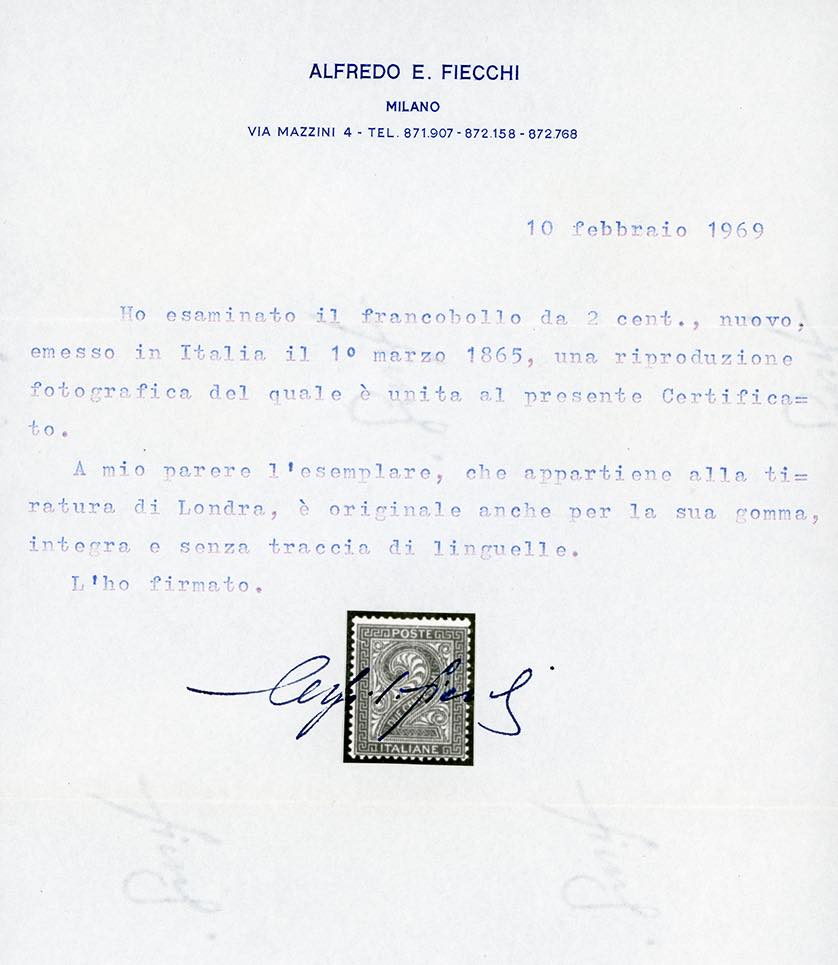 ALFREDO E. FIECCHI
MILANO
VIA MAZZINI 4 - TEL. 871.907 - 872.158 - 872.768
10 febbraio 1969
Ho esaminato il francobollo da 2 cent., nuovo,
emesso in Italia il 1º marzo 1865, una riproduzione
fotografica del quale è unita al presente Certifica=
to.
A mio parere l'esemplare, che appartiene alla ti=
ratura di Londra, è originale anche per la sua gomma,
integra e senza traccia di linguelle.
L'ho firmato.
POSTE
2
ITALIANE